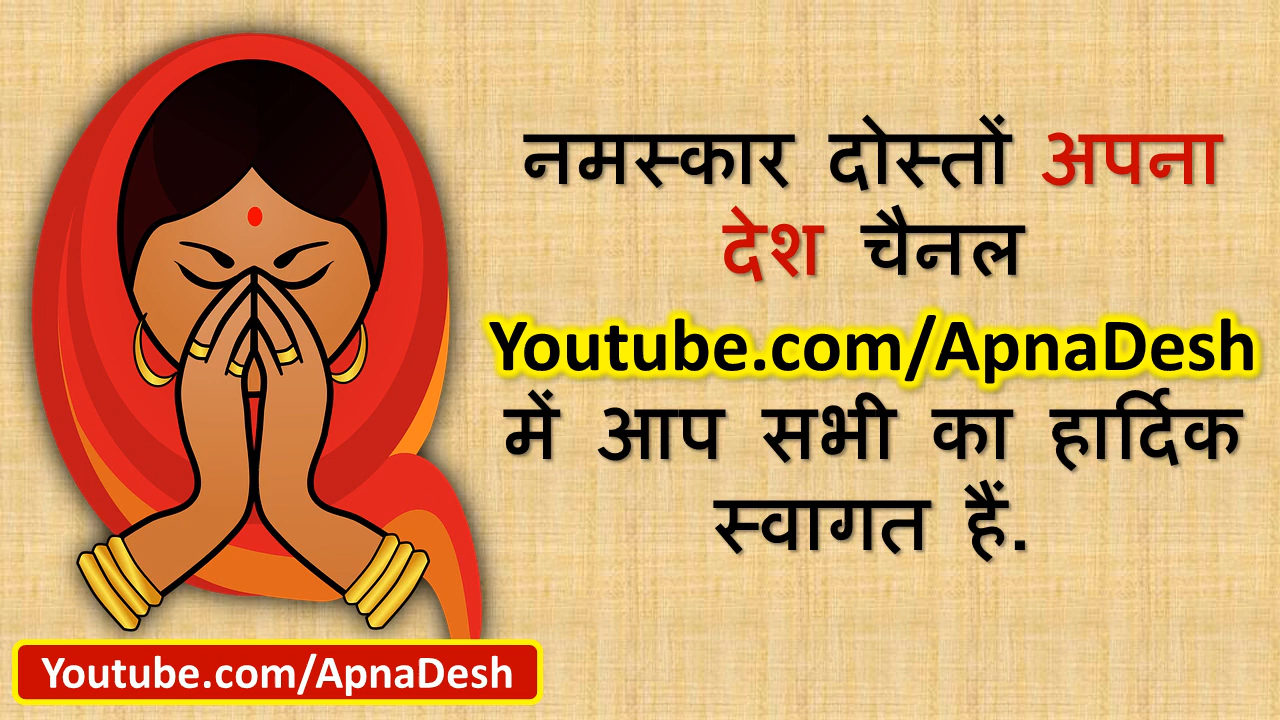 नमस्कार दोस्तों अपना
देश चैनल
Youtube.com/ApnaDesh
में आप सभी का हार्दिक
स्वागत हैं.
Youtube.com/ApnaDesh